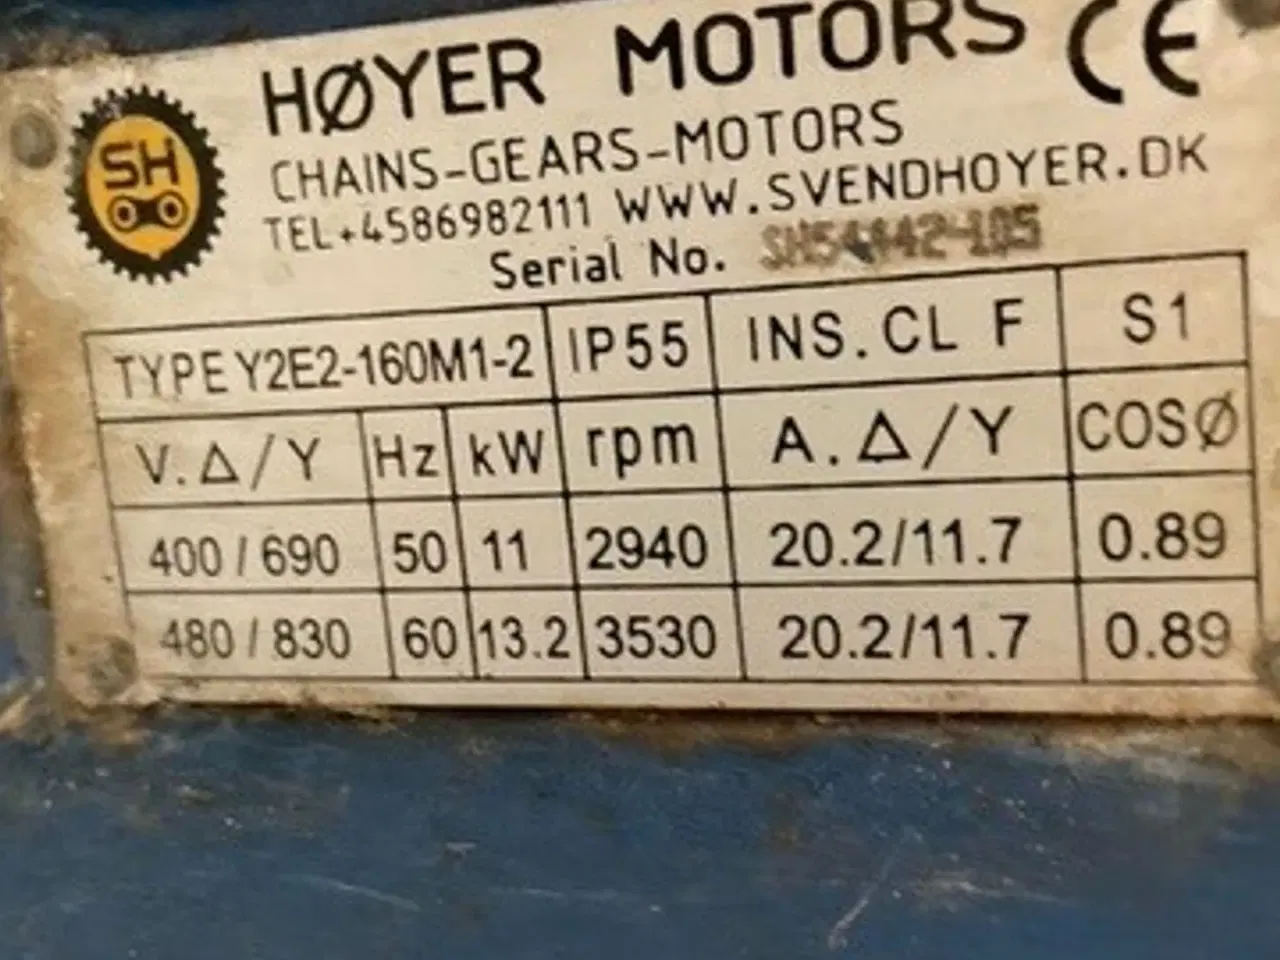 HØYER MOTORS CE
SH
CHAINS-GEARS-MOTORS
TEL+4586982111 WWW.SVENDHOYER.DK
Serial No.
TYPE Y2E2-160M1-2 IP55 INS. CL F S1
V. Δ/Y Hz kW rpm A. Δ/Y COSØ
400 / 690 50 11 2940 20.2/11.7 0.89
480 / 830 60 13.2 3530 20.2/11.7 0.89